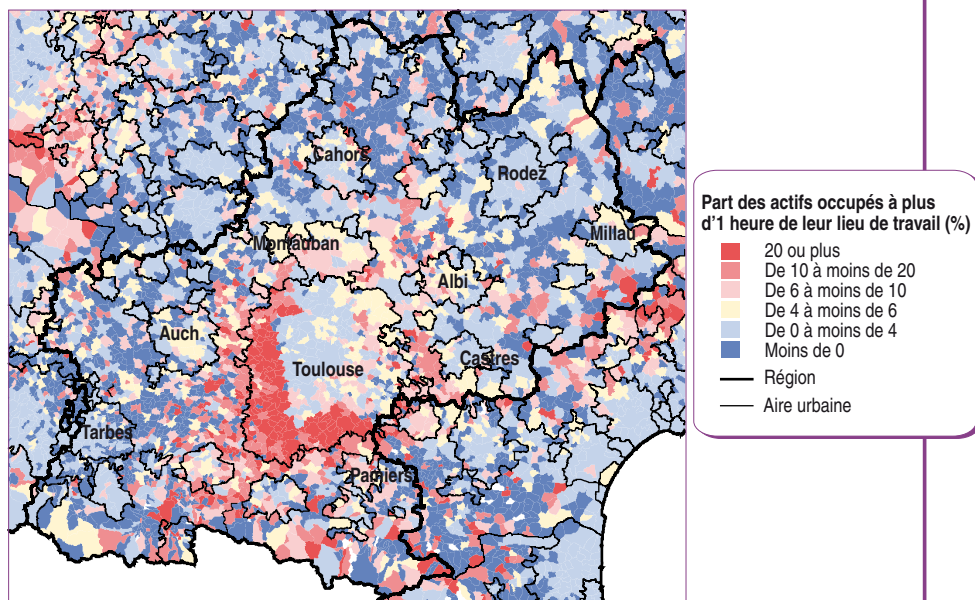 Cahors
Rodez
Montauban
Millau
Albi
Auch
Toulouse
Castres
Tarbes
Pamiers
Part des actifs occupés à plus
d'1 heure de leur lieu de travail (%)
20 ou plus
De 10 à moins de 20
De 6 à moins de 10
De 4 à moins de 6
De 0 à moins de 4
Moins de 0
Région
Aire urbaine